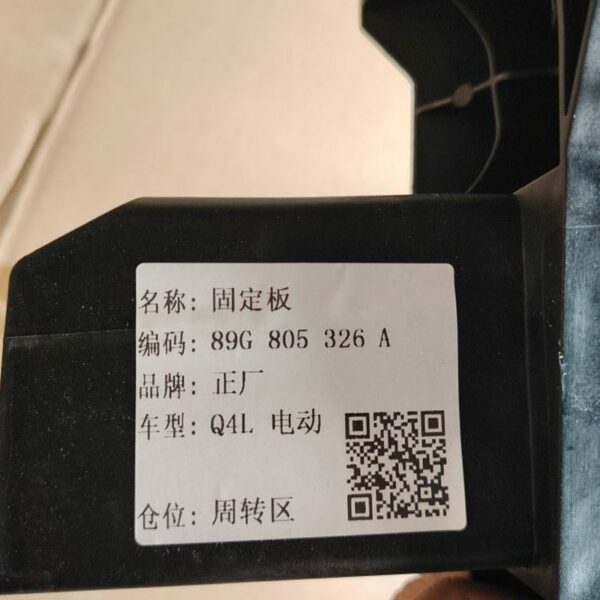 名称: 固定板
编码: 89G 805 326 A
品牌: 正厂
车型: Q4L 电动
仓位: 周转区